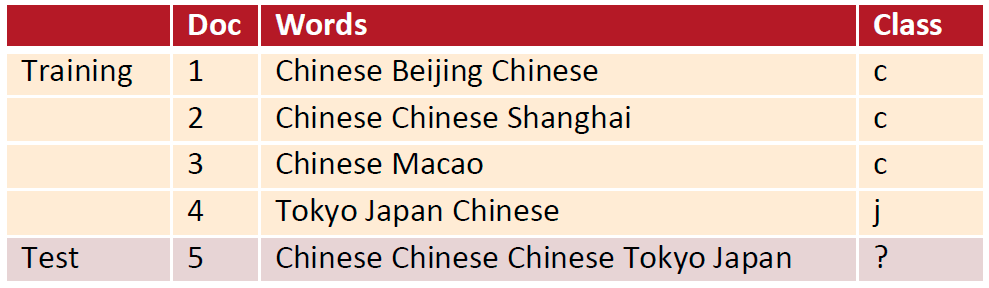 Doc Words Class
Training 1 Chinese Beijing Chinese c
2 Chinese Chinese Shanghai c
3 Chinese Macao c
4 Tokyo Japan Chinese j
Test 5 Chinese Chinese Chinese Tokyo Japan ?